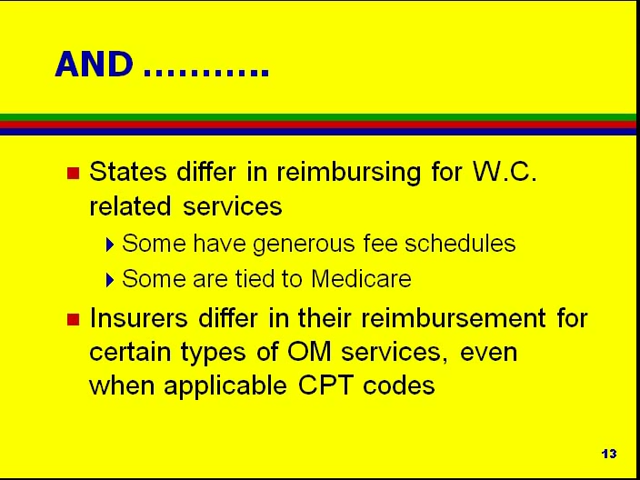 AND ………..
States differ in reimbursing for W.C.
related services
Some have generous fee schedules
Some are tied to Medicare
Insurers differ in their reimbursement for
certain types of OM services, even
when applicable CPT codes
13